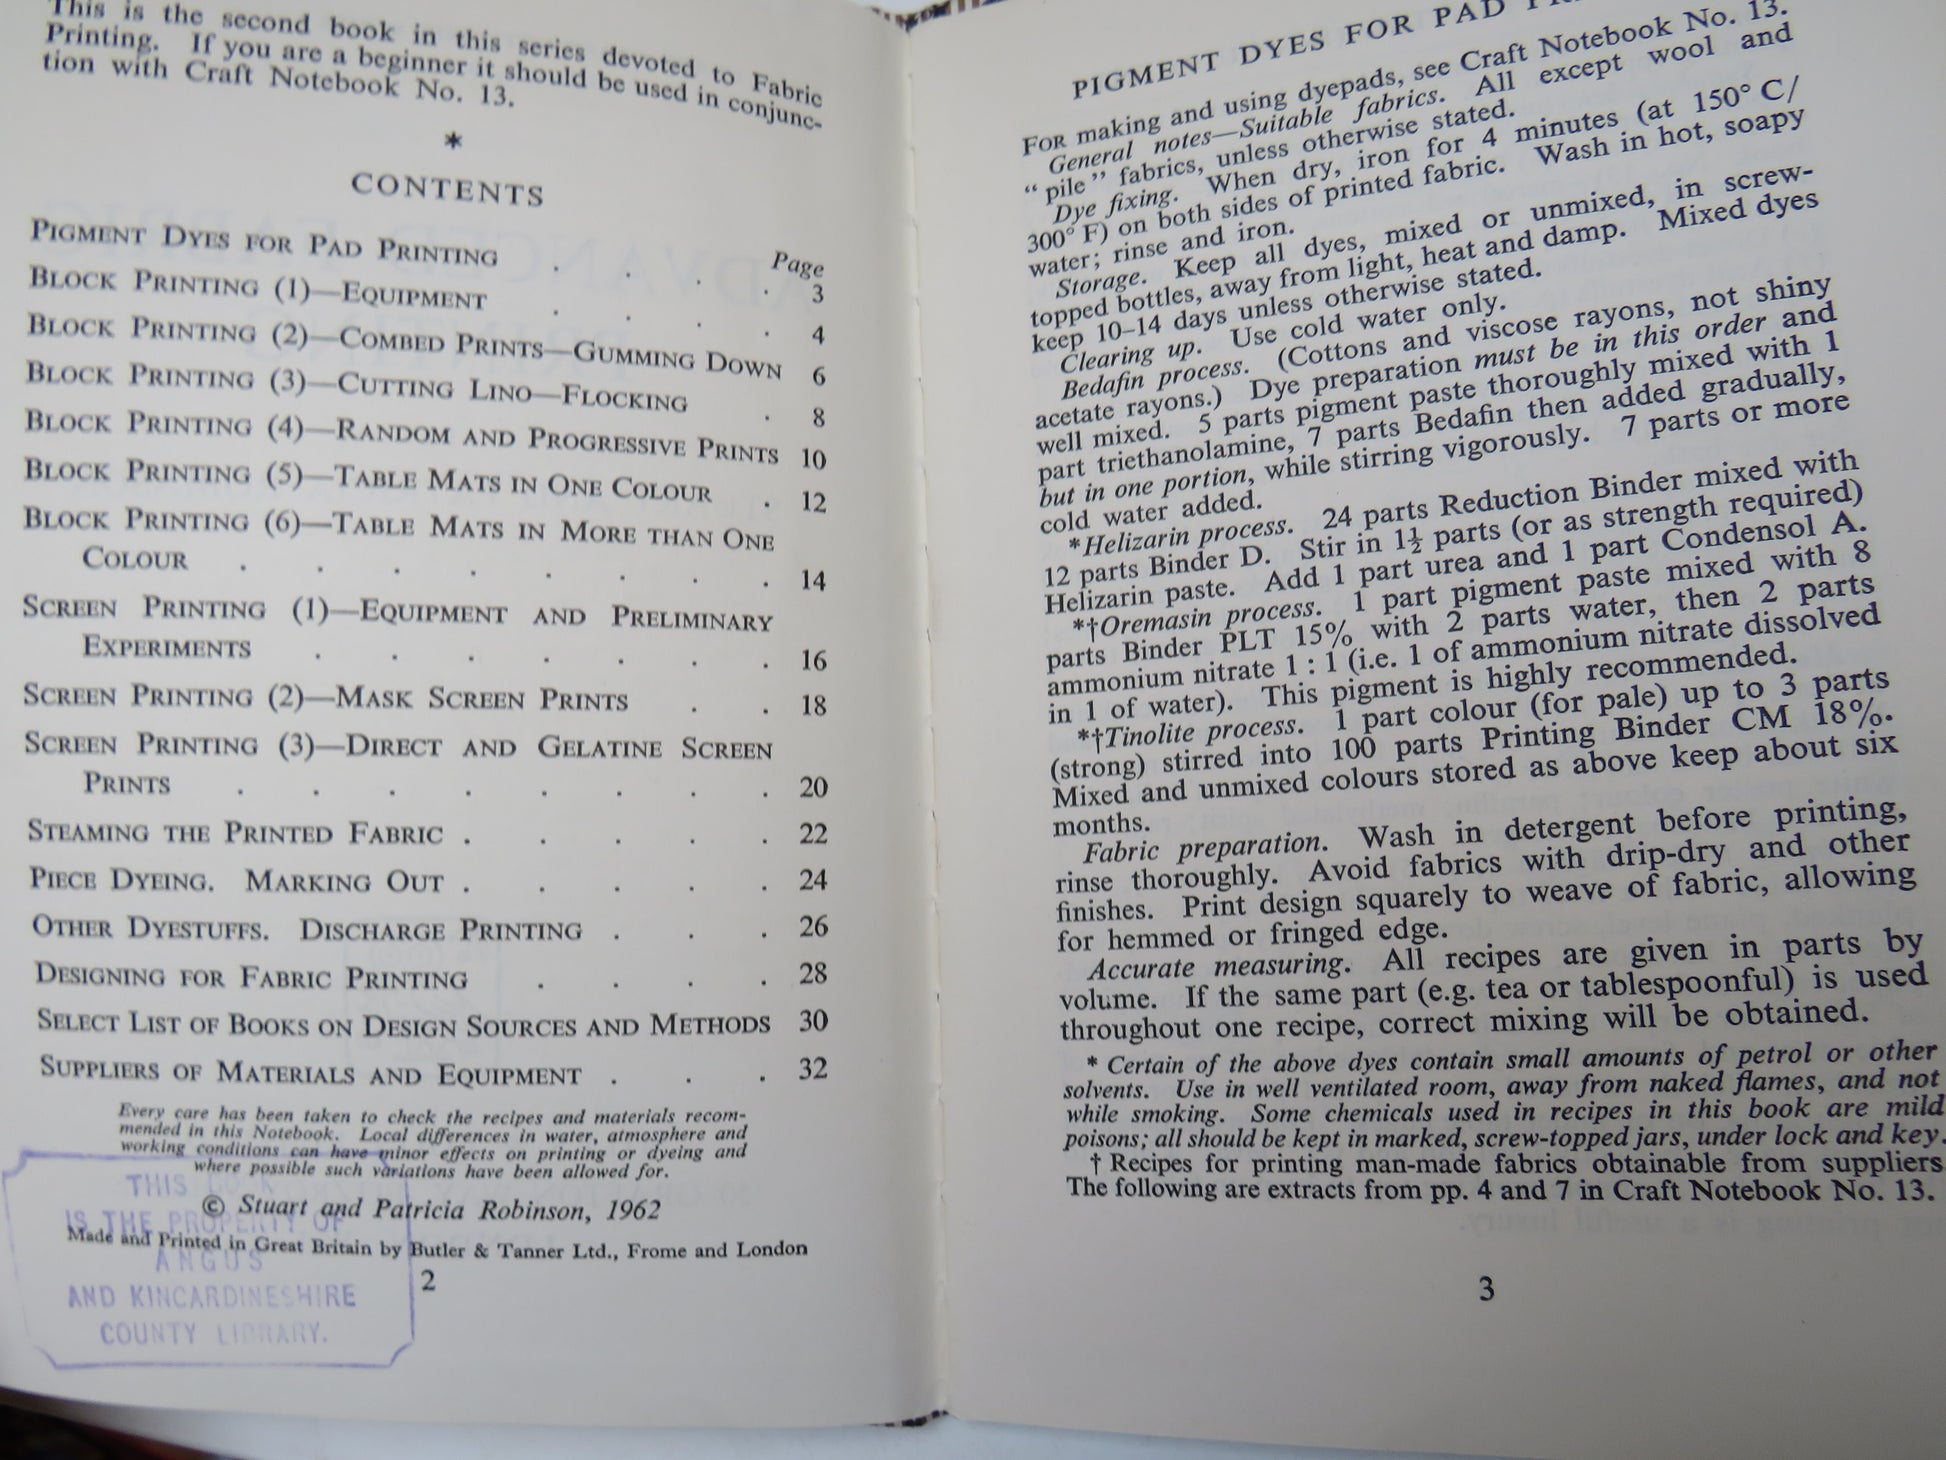 This is the second book in this series devoted to Fabric
Printing. If you are a beginner it should be used in conjunc-
tion with Craft Notebook No. 13.
*
CONTENTS
Page
PIGMENT DYES FOR PAD PRINTING . . . . 3
BLOCK PRINTING (1)—EQUIPMENT . . . . 4
BLOCK PRINTING (2)—COMBED PRINTS—GUMMING DOWN 6
BLOCK PRINTING (3)—CUTTING LINO—FLOCKING . 8
BLOCK PRINTING (4)—RANDOM AND PROGRESSIVE PRINTS 10
BLOCK PRINTING (5)—TABLE MATS IN ONE COLOUR . 12
BLOCK PRINTING (6)—TABLE MATS IN MORE THAN ONE
COLOUR . . . . . . . . 14
SCREEN PRINTING (1)—EQUIPMENT AND PRELIMINARY
EXPERIMENTS . . . . . . . 16
SCREEN PRINTING (2)—MASK SCREEN PRINTS . . 18
SCREEN PRINTING (3)—DIRECT AND GELATINE SCREEN
PRINTS . . . . . . . . 20
STEAMING THE PRINTED FABRIC . . . . . 22
PIECE DYEING. MARKING OUT . . . . . 24
OTHER DYESTUFFS. DISCHARGE PRINTING . . . 26
DESIGNING FOR FABRIC PRINTING . . . . 28
SELECT LIST OF BOOKS ON DESIGN SOURCES AND METHODS 30
SUPPLIERS OF MATERIALS AND EQUIPMENT . . . 32
Every care has been taken to check the recipes and materials recom-
mended in this Notebook. Local differences in water, atmosphere and
working conditions can have minor effects on printing or dyeing and
where possible such variations have been allowed for.
© Stuart and Patricia Robinson, 1962
Made and Printed in Great Britain by Butler & Tanner Ltd., Frome and London
2
THIS BOOK
IS THE PROPERTY OF
ANGUS
AND KINCARDINESHIRE
COUNTY LIBRARY.
PIGMENT DYES FOR PAD
FOR making and using dyepads, see Craft Notebook No. 13.
General notes—Suitable fabrics. All except wool and
“ pile ” fabrics, unless otherwise stated.
Dye fixing. When dry, iron for 4 minutes (at 150° C/
300° F) on both sides of printed fabric. Wash in hot, soapy
water; rinse and iron.
Storage. Keep all dyes, mixed or unmixed, in screw-
topped bottles, away from light, heat and damp. Mixed dyes
keep 10–14 days unless otherwise stated.
Clearing up. Use cold water only.
Bedafin process. (Cottons and viscose rayons, not shiny
acetate rayons.) Dye preparation must be in this order and
well mixed. 5 parts pigment paste thoroughly mixed with 1
part triethanolamine, 7 parts Bedafin then added gradually,
but in one portion, while stirring vigorously. 7 parts or more
cold water added.
*Helizarin process. 24 parts Reduction Binder mixed with
12 parts Binder D. Stir in 1½ parts (or as strength required)
Helizarin paste. Add 1 part urea and 1 part Condensol A.
*†Oremasin process. 1 part pigment paste mixed with 8
parts Binder PLT 15% with 2 parts water, then 2 parts
ammonium nitrate 1 : 1 (i.e. 1 of ammonium nitrate dissolved
in 1 of water). This pigment is highly recommended.
*†Tinolite process. 1 part colour (for pale) up to 3 parts
(strong) stirred into 100 parts Printing Binder CM 18%.
Mixed and unmixed colours stored as above keep about six
months.
Fabric preparation. Wash in detergent before printing,
rinse thoroughly. Avoid fabrics with drip-dry and other
finishes. Print design squarely to weave of fabric, allowing
for hemmed or fringed edge.
Accurate measuring. All recipes are given in parts by
volume. If the same part (e.g. tea or tablespoonful) is used
throughout one recipe, correct mixing will be obtained.
* Certain of the above dyes contain small amounts of petrol or other
solvents. Use in well ventilated room, away from naked flames, and not
while smoking. Some chemicals used in recipes in this book are mild
poisons; all should be kept in marked, screw-topped jars, under lock and key.
† Recipes for printing man-made fabrics obtainable from suppliers
The following are extracts from pp. 4 and 7 in Craft Notebook No. 13.
3